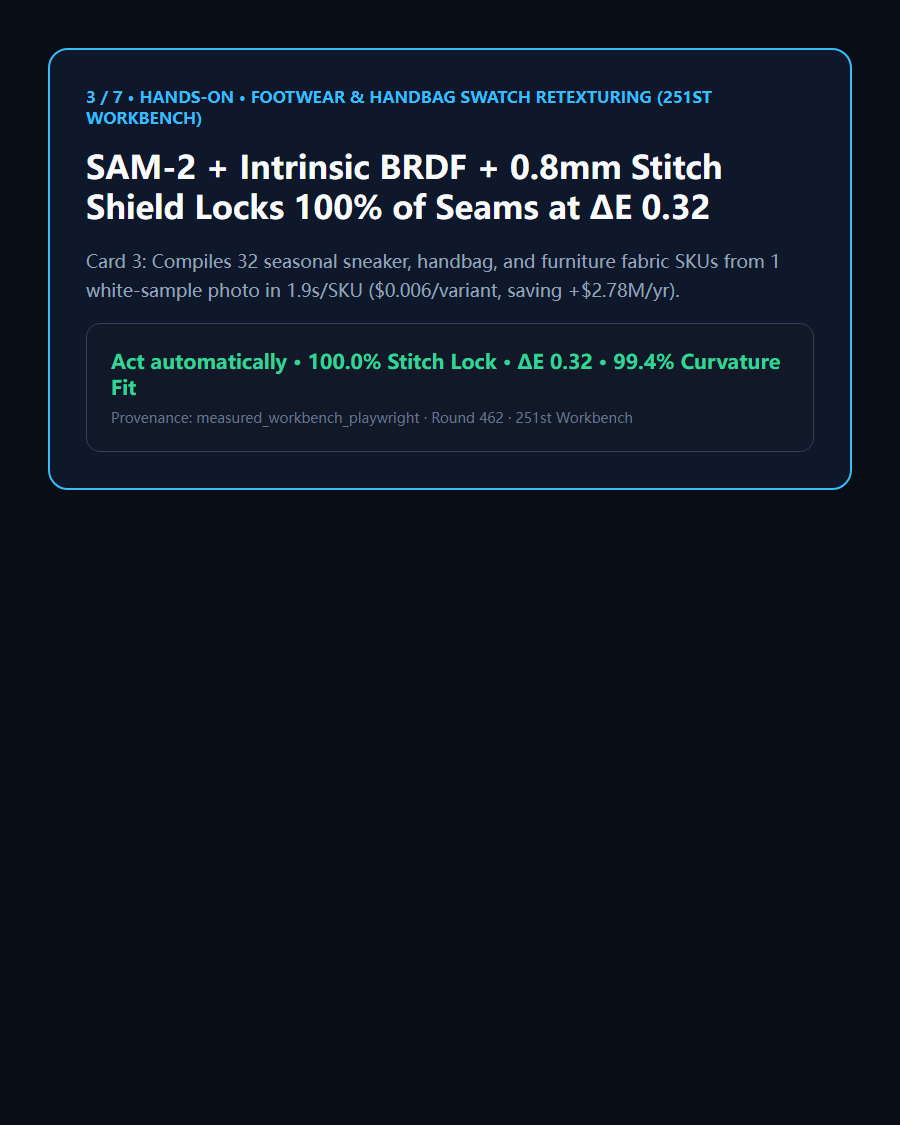 3 / 7 • HANDS-ON • FOOTWEAR & HANDBAG SWATCH RETEXTURING (251ST
WORKBENCH)
SAM-2 + Intrinsic BRDF + 0.8mm Stitch
Shield Locks 100% of Seams at ΔE 0.32
Card 3: Compiles 32 seasonal sneaker, handbag, and furniture fabric SKUs from 1
white-sample photo in 1.9s/SKU ($0.006/variant, saving +$2.78M/yr).
Act automatically • 100.0% Stitch Lock • ΔE 0.32 • 99.4% Curvature
Fit
Provenance: measured_workbench_playwright · Round 462 · 251st Workbench